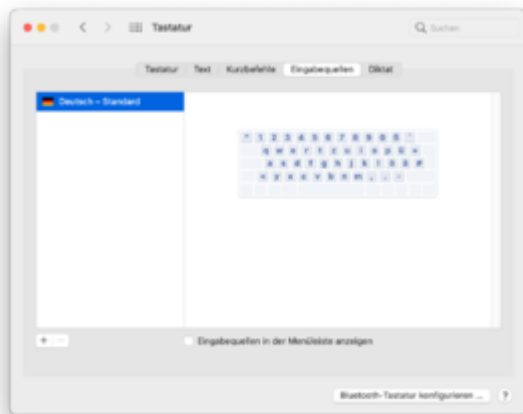 Tastatur
Suchen
Tastatur Text Kurzbefehle Eingabequellen Diktat
Deutsch – Standard
^ 1 2 3 4 5 6 7 8 9 0 ß ´
q w e r t z u i o p ü +
a s d f g h j k l ö ä #
< y x c v b n m , . -
+ −
Eingabequellen in der Menüleiste anzeigen
Bluetooth-Tastatur konfigurieren ... ?